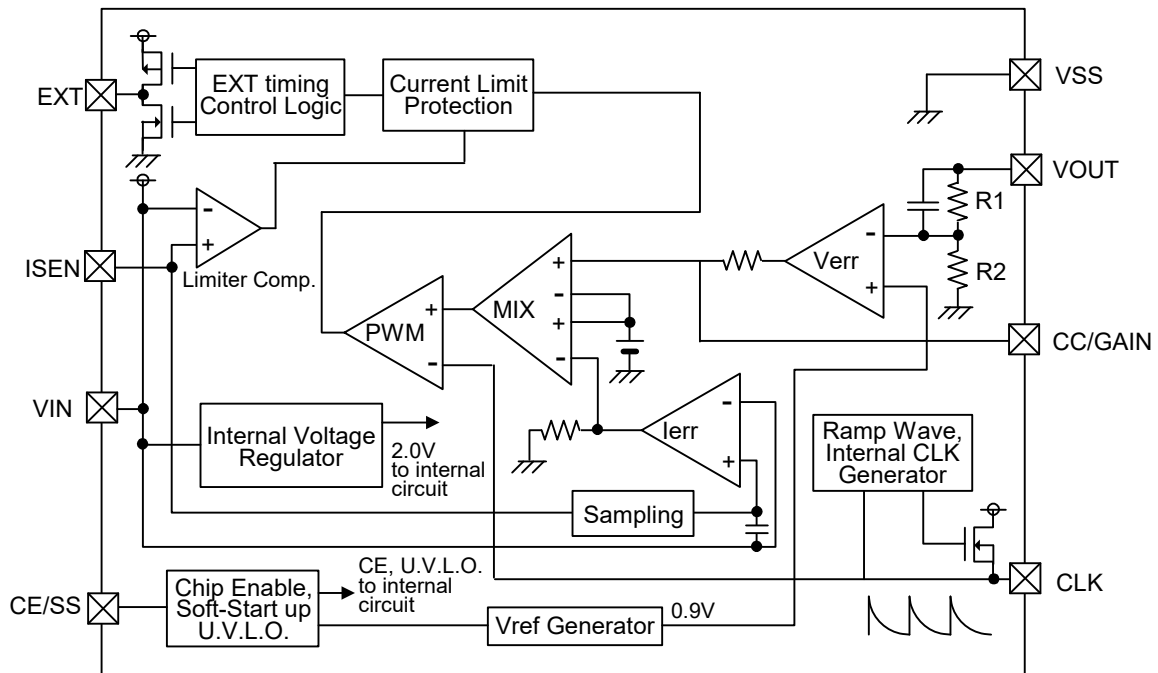 EXT
EXT timing
Control Logic
Current Limit
Protection
VSS
VOUT
R1
R2
-
+
Limiter Comp.
ISEN
-
+
Verr
+
-
+
-
MIX
+
-
PWM
CC/GAIN
VIN
Internal Voltage
Regulator
2.0V
to internal
circuit
-
+
Ierr
Ramp Wave,
Internal CLK
Generator
Sampling
CLK
CE/SS
Chip Enable,
Soft-Start up
U.V.L.O.
CE, U.V.L.O.
to internal
circuit
Vref Generator
0.9V